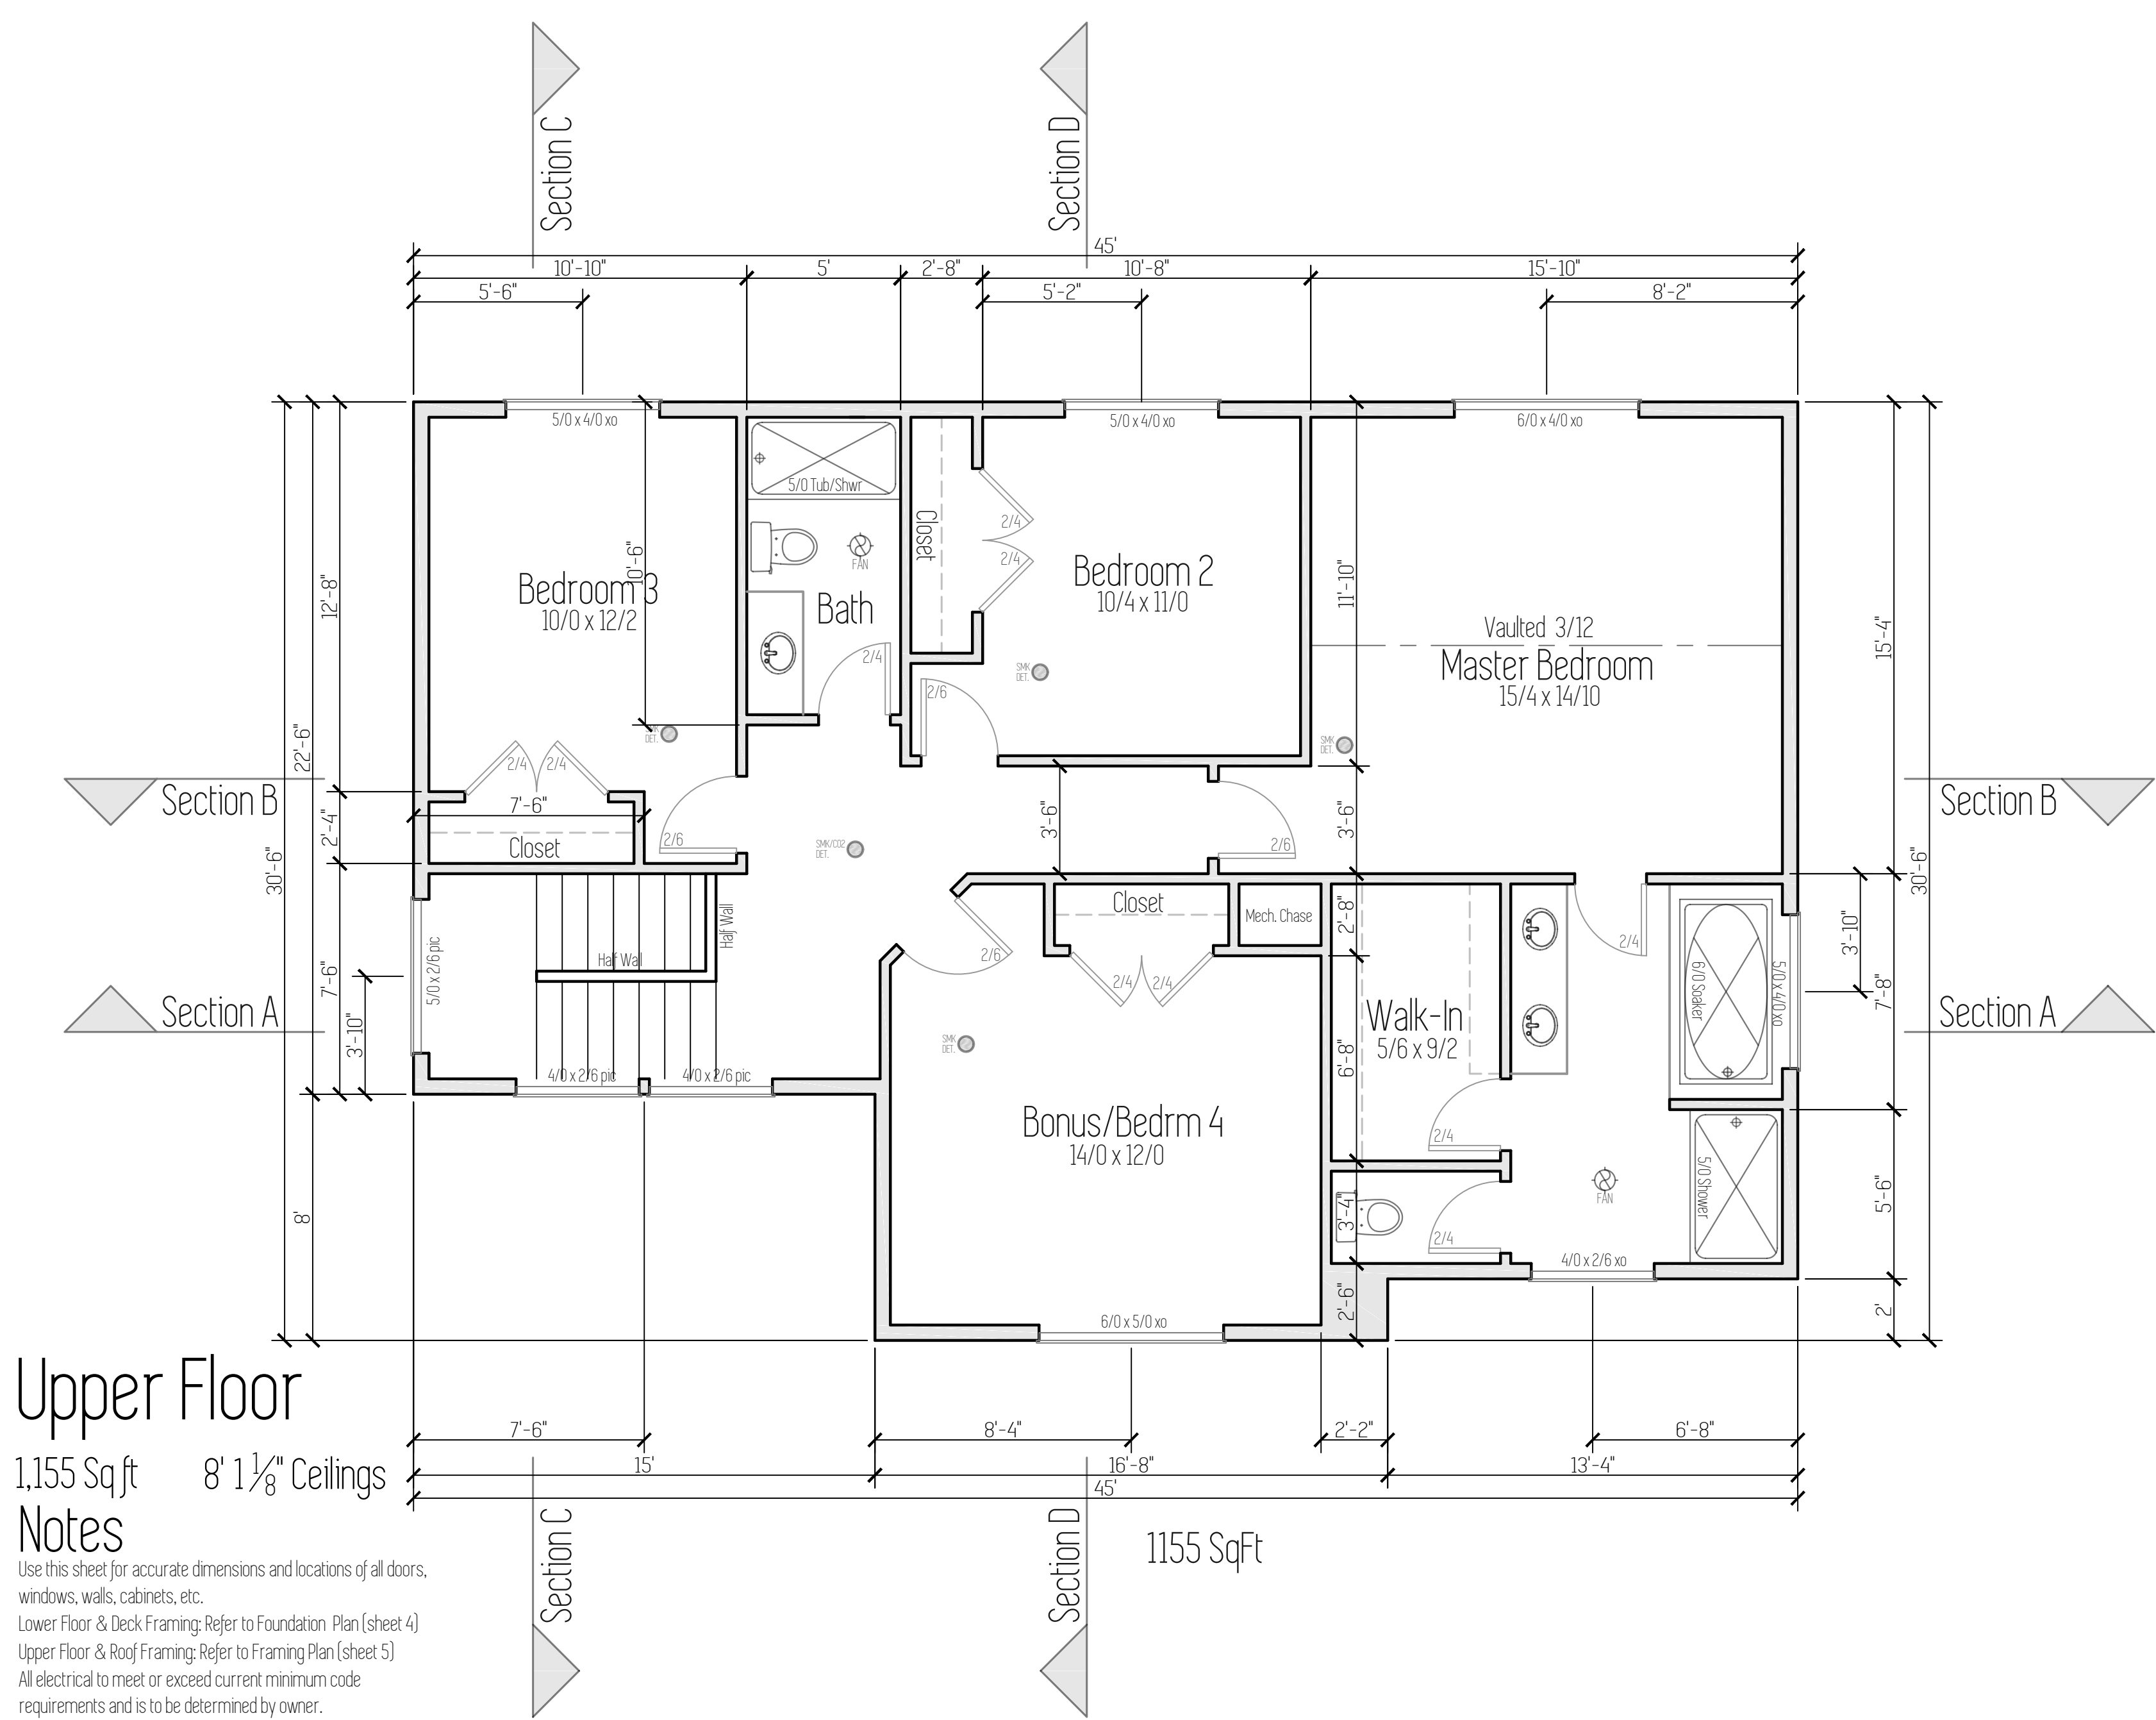 Section C
Section D
45'
10'-10"
5'
2'-8"
10'-8"
15'-10"
5'-6"
5'-2"
8'-2"
5/0 x 4/0 xo
5/0 x 4/0 xo
6/0 x 4/0 xo
5/0 Tub/Shwr
Closet
2/4
2/4
FAN
10'-6"
Bedroom 3
10/0 x 12/2
Bath
Bedroom 2
10/4 x 11/0
11'-10"
12'-8"
Vaulted 3/12
Master Bedroom
15/4 x 14/10
15'-4"
2/4
SMK
DET.
2/6
22'-6"
DET.
SMK
DET.
2/4
2/4
Section B
7'-6"
2'-4"
Closet
2/6
SMK/CO2
DET.
3'-6"
2/6
3'-6"
Section B
30'-6"
30'-6"
Half Wall
Half Wall
Closet
Mech. Chase
2'-8"
2/4
3'-10"
5/0 x 2/6 pic
2/6
2/4
2/4
6/0 Soaker
5/0 x 4/0 xo
7'-8"
7'-6"
Section A
3'-10"
SMK
DET.
Walk-In
5/6 x 9/2
6'-8"
Section A
4/0 x 2/6 pic
4/0 x 2/6 pic
Bonus/Bedrm 4
14/0 x 12/0
2/4
5/0 Shower
FAN
5'-6"
8'
3'-4"
2/4
4/0 x 2/6 xo
2'-6"
2'
6/0 x 5/0 xo
Upper Floor
1,155 Sq ft
8' 1 1/8" Ceilings
7'-6"
8'-4"
2'-2"
6'-8"
15'
16'-8"
13'-4"
45'
Section C
Section D
1155 SqFt
Notes
Use this sheet for accurate dimensions and locations of all doors,
windows, walls, cabinets, etc.
Lower Floor & Deck Framing: Refer to Foundation Plan (sheet 4)
Upper Floor & Roof Framing: Refer to Framing Plan (sheet 5)
All electrical to meet or exceed current minimum code
requirements and is to be determined by owner.